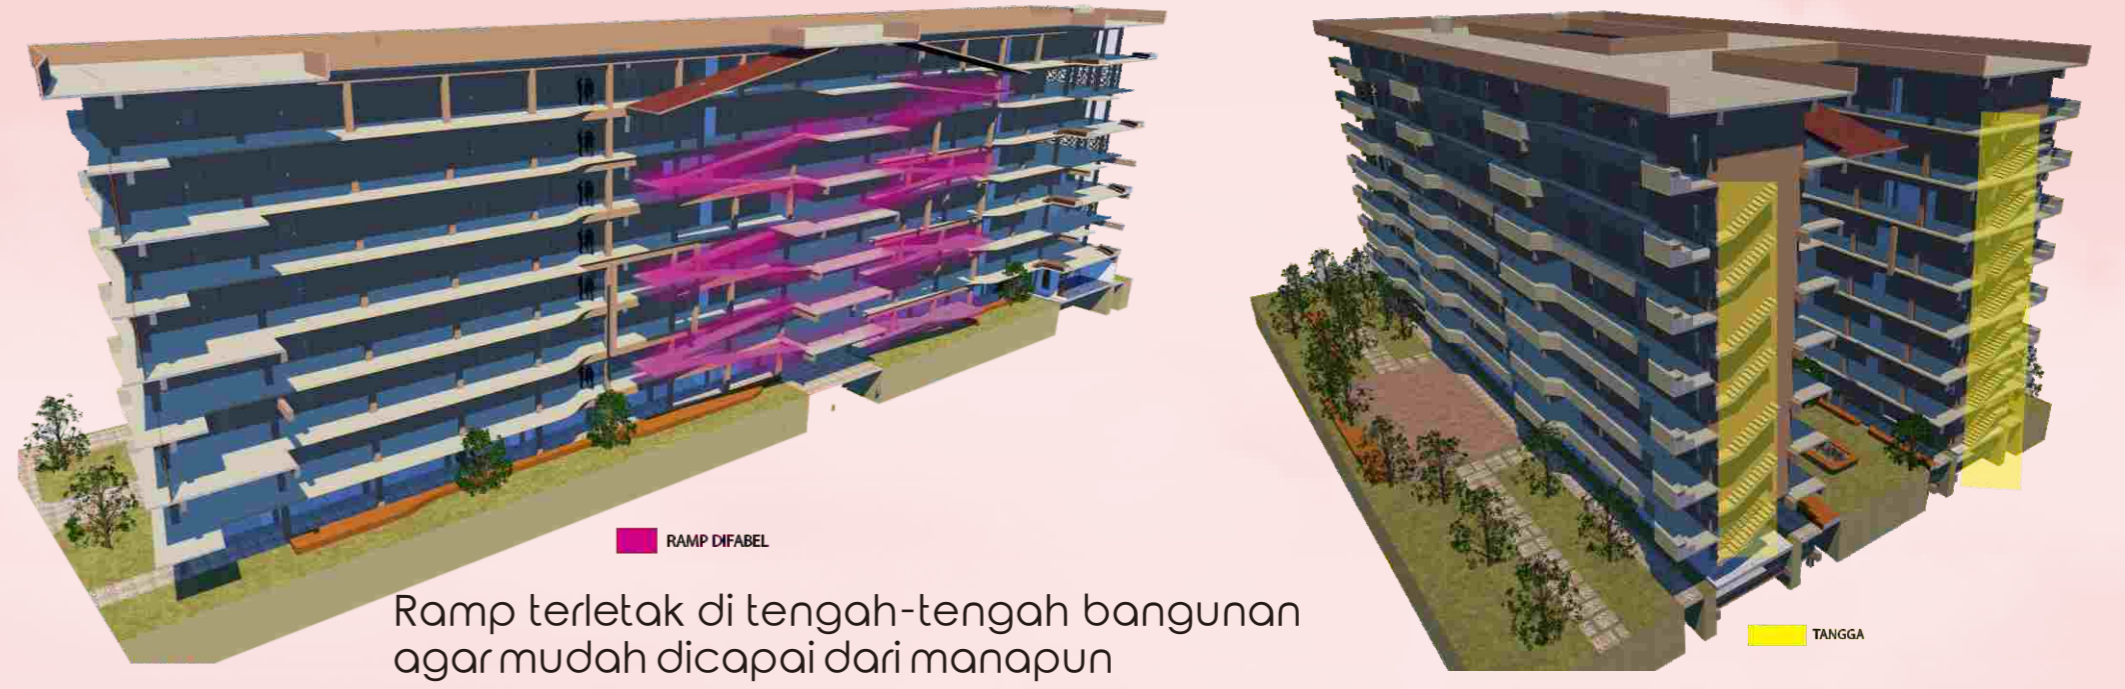 RAMP DIFABEL
Ramp terletak di tengah-tengah bangunan
agar mudah dicapai dari manapun
TANGGA